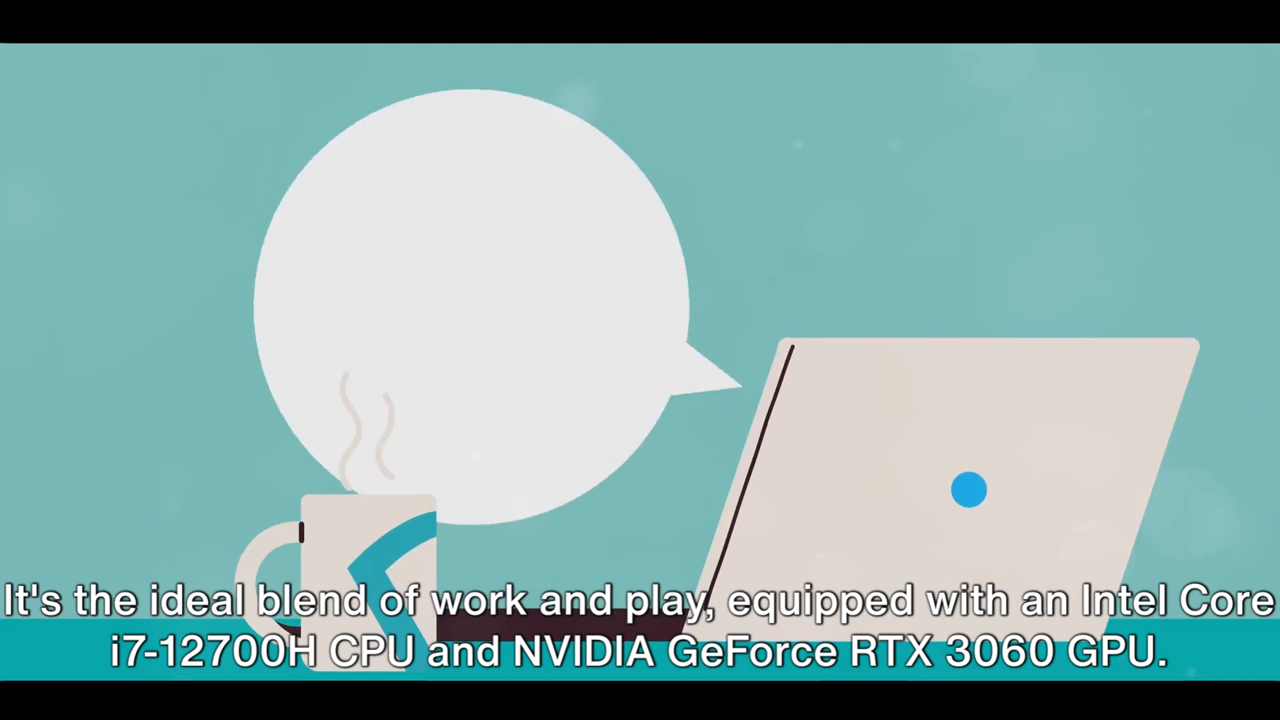 It's the ideal blend of work and play, equipped with an Intel Core
i7-12700H CPU and NVIDIA GeForce RTX 3060 GPU.